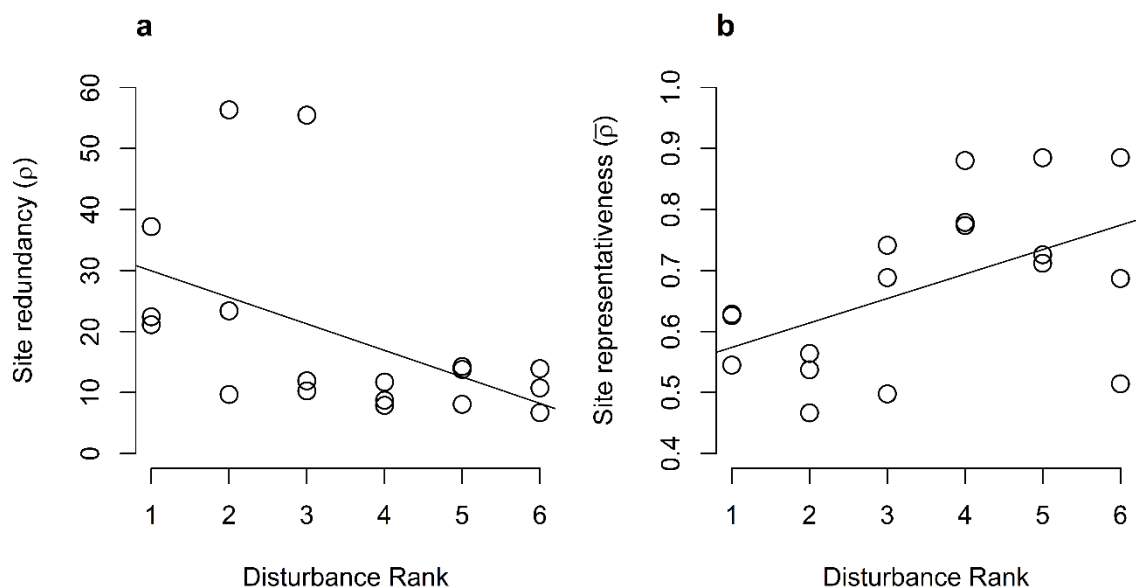 a
Site redundancy (ρ)
60
50
40
30
20
10
0
1 2 3 4 5 6
Disturbance Rank
b
Site representativeness (ρ̅)
1.0
0.9
0.8
0.7
0.6
0.5
0.4
1 2 3 4 5 6
Disturbance Rank